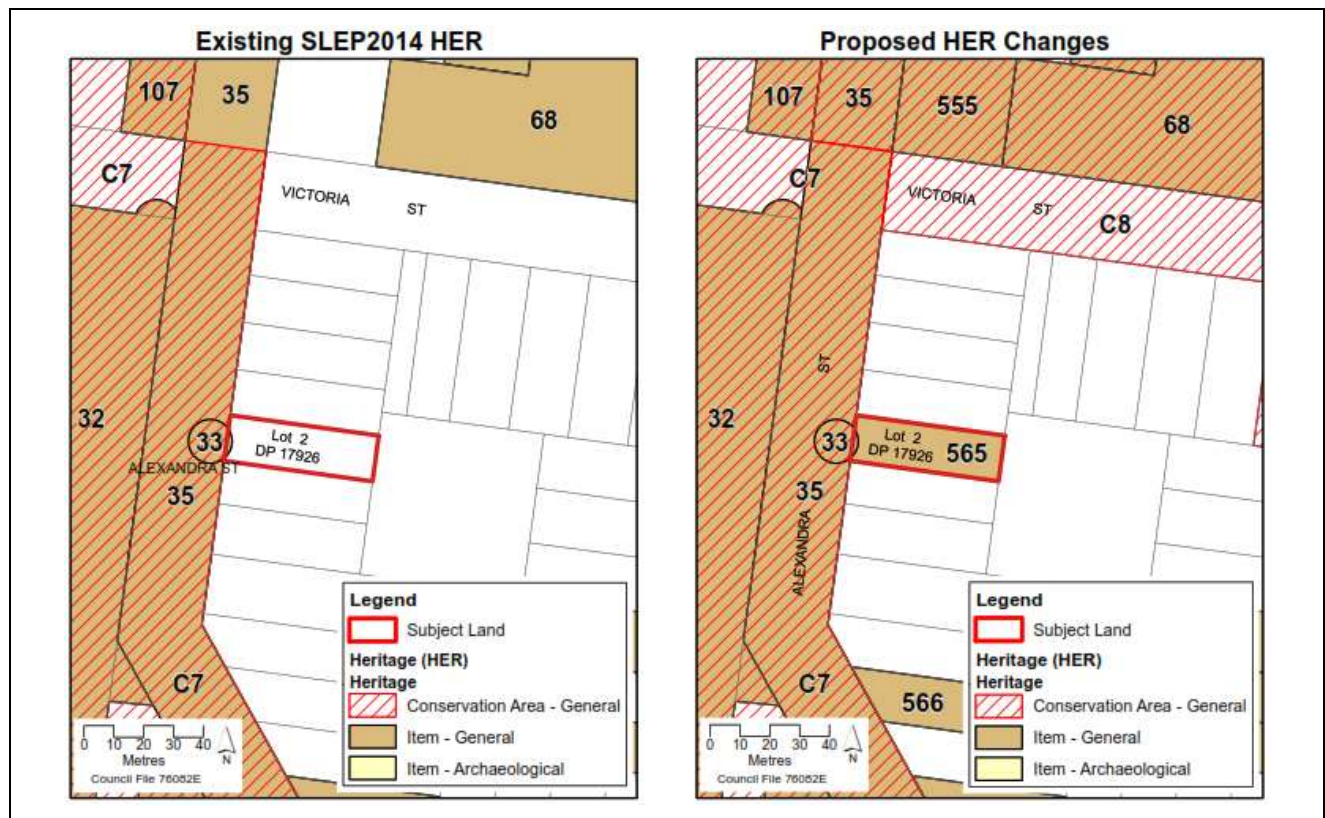 Existing SLEP2014 HER
107
35
68
C7
VICTORIA ST
32
33
Lot 2
DP 17926
ALEXANDRA ST
35
C7
Legend
Subject Land
Heritage (HER)
Heritage
Conservation Area - General
Item - General
Item - Archaeological
0 10 20 30 40
Metres
N
Council File 76082E
Proposed HER Changes
107
35
555
68
C7
VICTORIA ST
C8
ST
32
33
Lot 2
DP 17926
565
35
ALEXANDRA
C7
566
Legend
Subject Land
Heritage (HER)
Heritage
Conservation Area - General
Item - General
Item - Archaeological
0 10 20 30 40
Metres
N
Council File 76082E